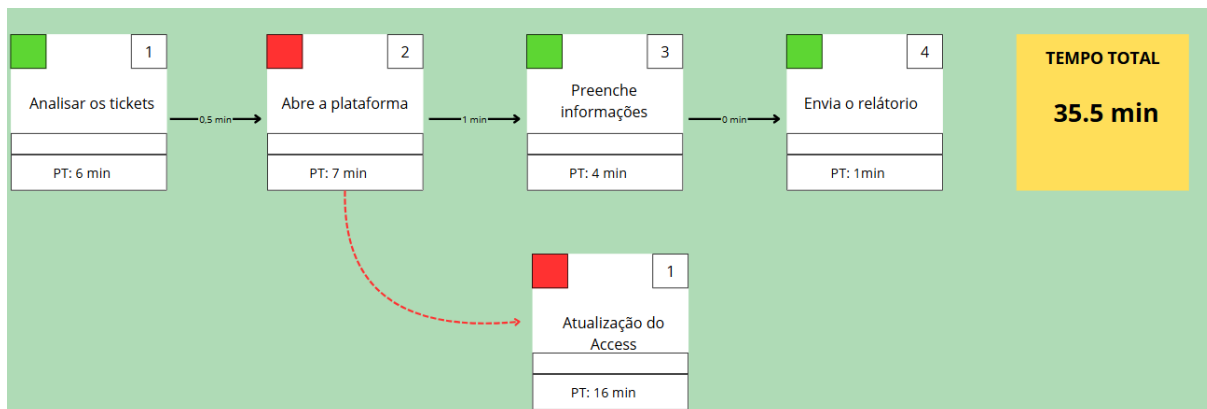 1
Analisar os tickets
PT: 6 min
0,5 min
2
Abre a plataforma
PT: 7 min
1 min
3
Preenche
informações
PT: 4 min
0 min
4
Envia o relátorio
PT: 1min
TEMPO TOTAL
35.5 min
1
Atualização do
Access
PT: 16 min